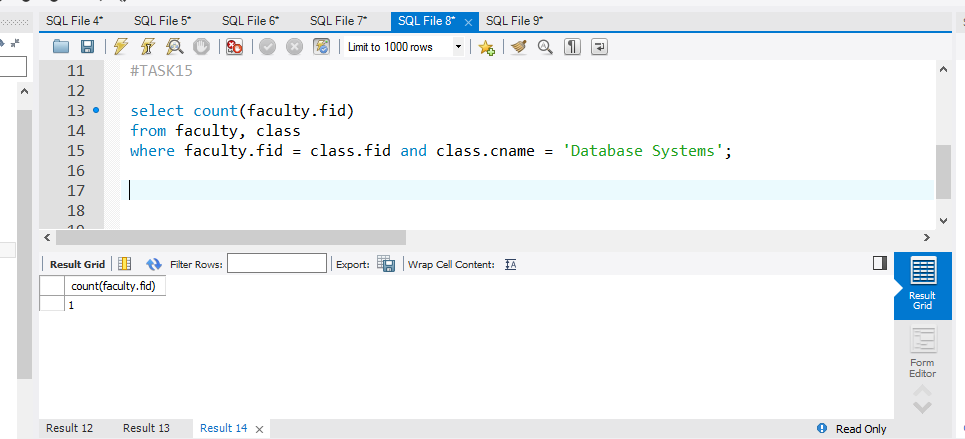 SQL File 4* SQL File 5* SQL File 6* SQL File 7* SQL File 8* × SQL File 9*
Limit to 1000 rows
11 #TASK15
12
13 select count(faculty.fid)
14 from faculty, class
15 where faculty.fid = class.fid and class.cname = 'Database Systems';
16
17
18
Result Grid Filter Rows: Export: Wrap Cell Content:
count(faculty.fid)
1
Result
Grid
Form
Editor
Result 12 Result 13 Result 14 × Read Only